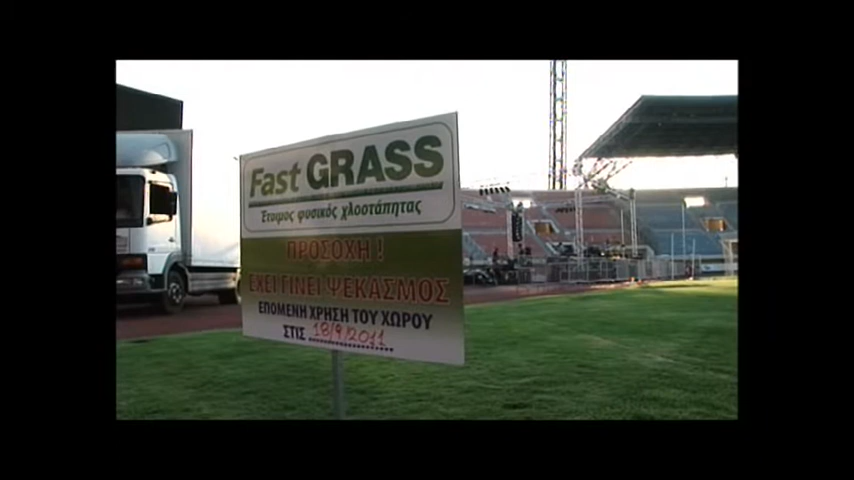 Fast GRASS
Έτοιμος φυσικός χλοοτάπητας
ΠΡΟΣΟΧΗ !
ΕΧΕΙ ΓΙΝΕΙ ΨΕΚΑΣΜΟΣ
ΕΠΟΜΕΝΗ ΧΡΗΣΗ ΤΟΥ ΧΩΡΟΥ
ΣΤΙΣ 18/9/2011